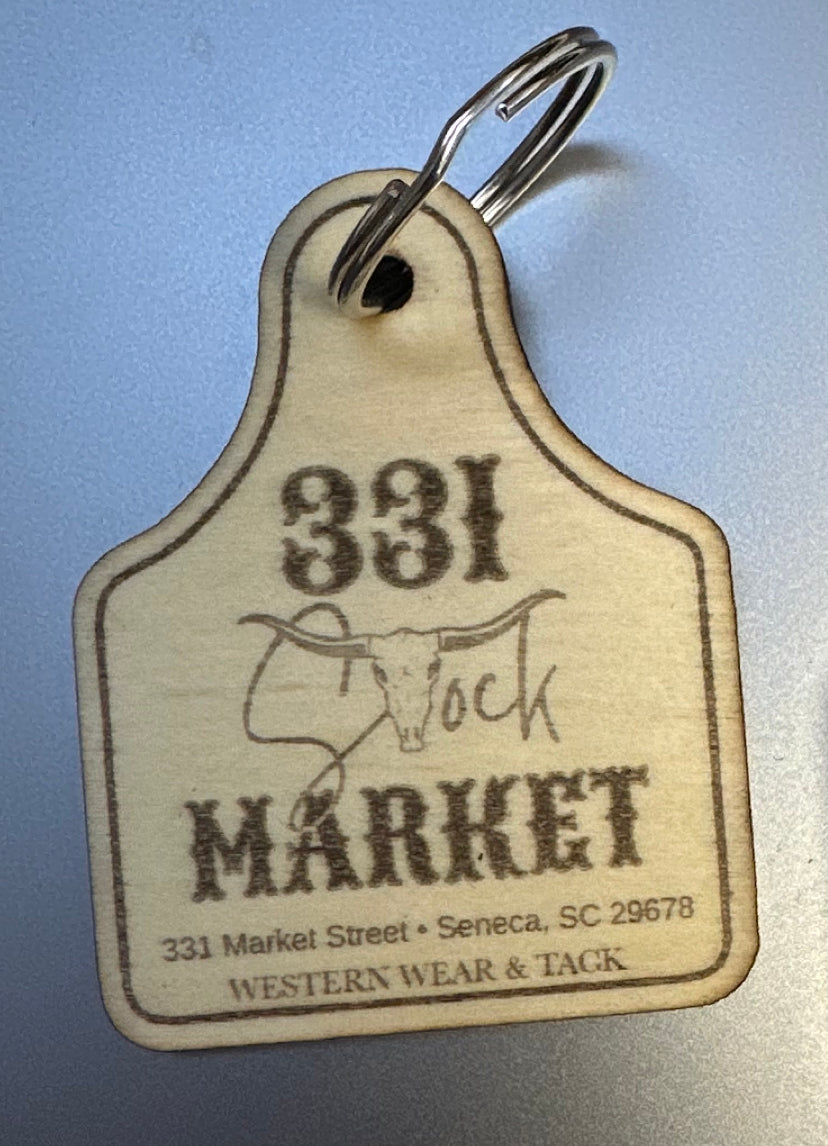 331
Stock
MARKET
331 Market Street • Seneca, SC 29678
WESTERN WEAR & TACK